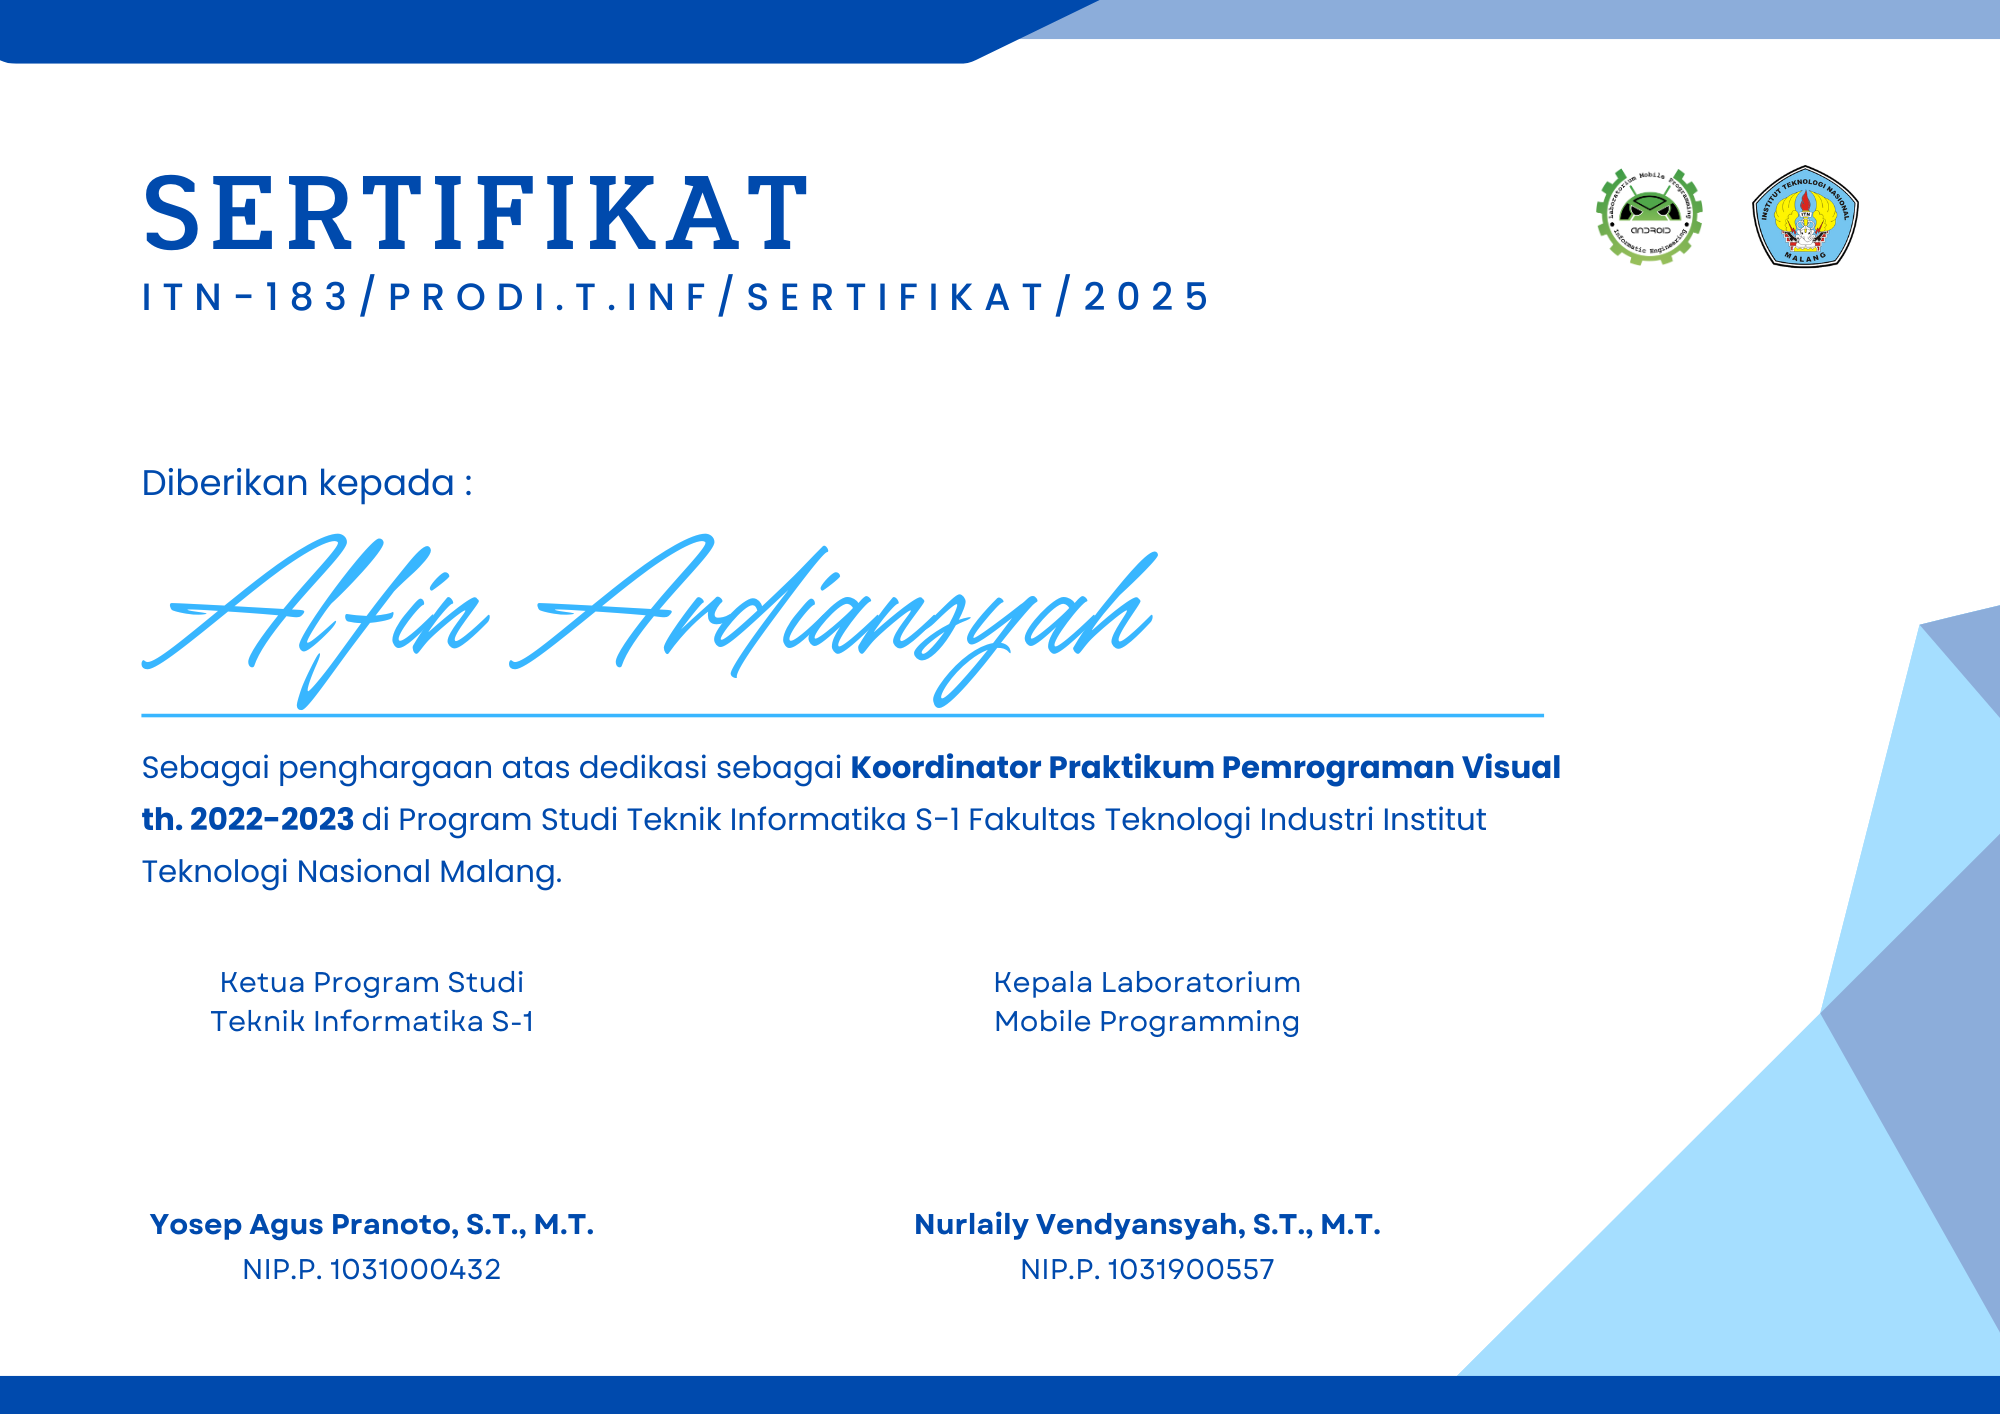 SERTIFIKAT
ITN-183/PRODI.T.INF/SERTIFIKAT/2025
Laboratorium Mobile Programming
ANDROID
Informatic Engineering
INSTITUT TEKNOLOGI NASIONAL
ITN
MALANG
Diberikan kepada :
Alfin Ardiansyah
Sebagai penghargaan atas dedikasi sebagai Koordinator Praktikum Pemrograman Visual
th. 2022-2023 di Program Studi Teknik Informatika S-1 Fakultas Teknologi Industri Institut
Teknologi Nasional Malang.
Ketua Program Studi
Teknik Informatika S-1
Kepala Laboratorium
Mobile Programming
Yosep Agus Pranoto, S.T., M.T.
NIP.P. 1031000432
Nurlaily Vendyansyah, S.T., M.T.
NIP.P. 1031900557